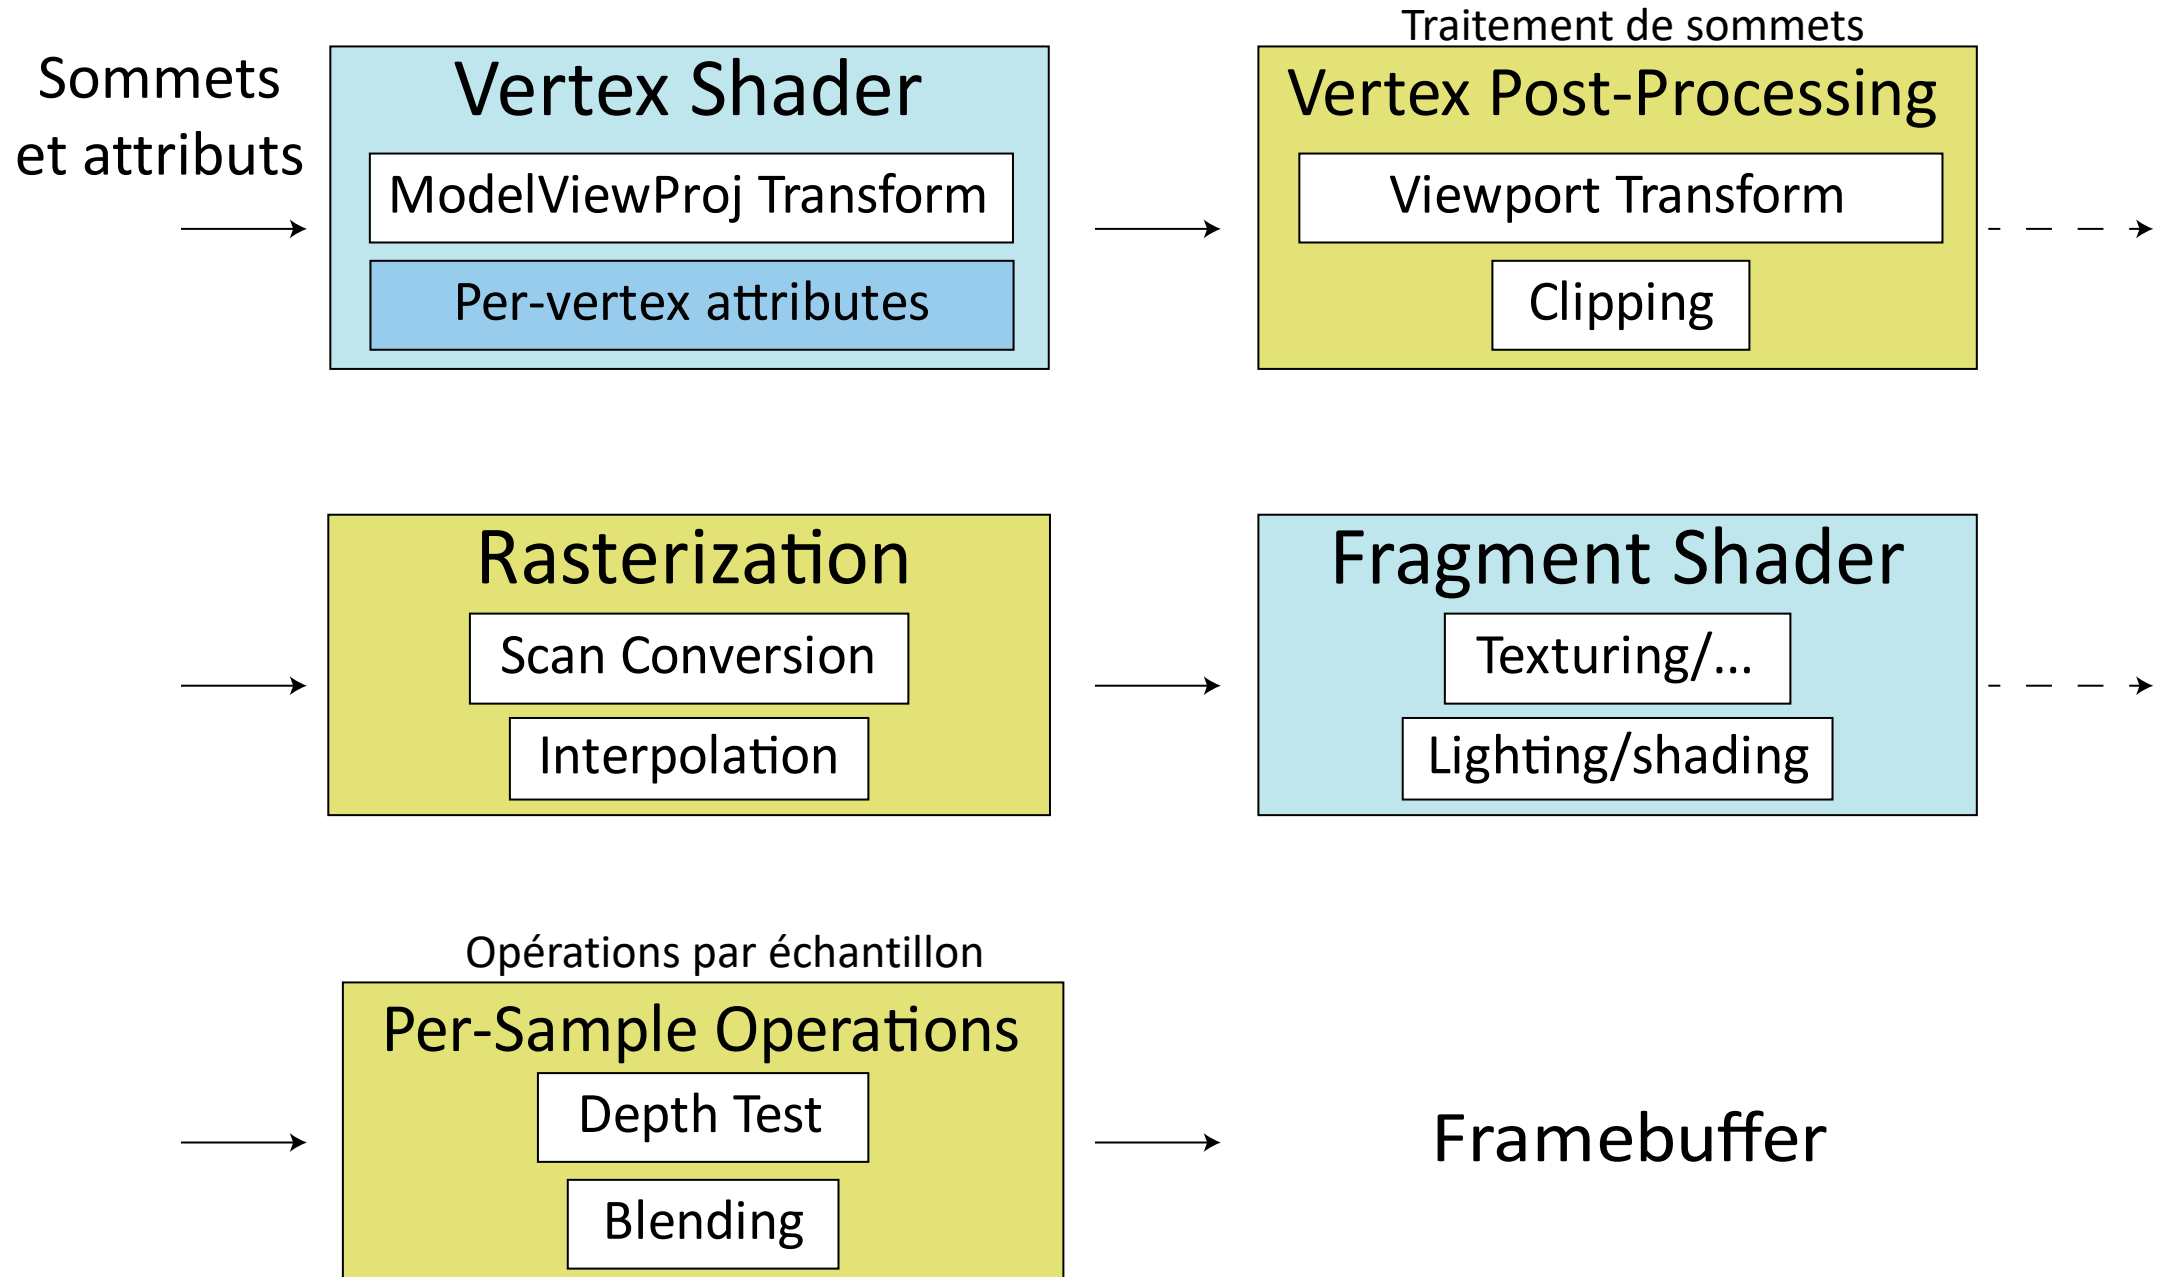 Sommets
et attributs
Vertex Shader
ModelViewProj Transform
Per-vertex attributes
Traitement de sommets
Vertex Post-Processing
Viewport Transform
Clipping
Rasterization
Scan Conversion
Interpolation
Fragment Shader
Texturing/...
Lighting/shading
Opérations par échantillon
Per-Sample Operations
Depth Test
Blending
Framebuffer